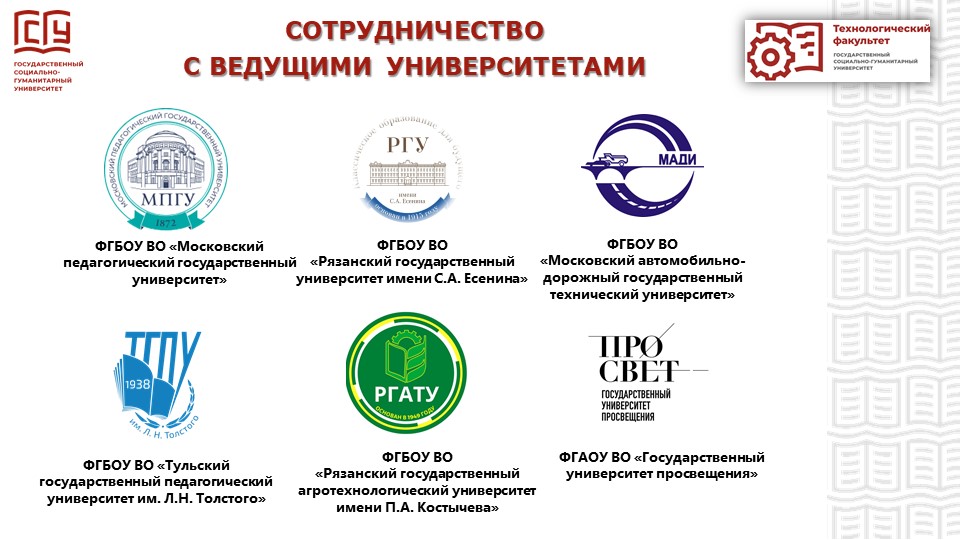 ГСГУ
ГОСУДАРСТВЕННЫЙ
СОЦИАЛЬНО-
ГУМАНИТАРНЫЙ
УНИВЕРСИТЕТ
СОТРУДНИЧЕСТВО
С ВЕДУЩИМИ УНИВЕРСИТЕТАМИ
Технологический
факультет
ГОСУДАРСТВЕННЫЙ
СОЦИАЛЬНО-ГУМАНИТАРНЫЙ
УНИВЕРСИТЕТ
МОСКОВСКИЙ ПЕДАГОГИЧЕСКИЙ ГОСУДАРСТВЕННЫЙ УНИВЕРСИТЕТ
МПГУ
1872
ФГБОУ ВО «Московский
педагогический государственный
университет»
Классическое образование для будущего
РГУ
имени
С.А. Есенина
основан в 1915 году
ФГБОУ ВО
«Рязанский государственный
университет имени С.А. Есенина»
МАДИ
ФГБОУ ВО
«Московский автомобильно-
дорожный государственный
технический университет»
ТГПУ
1938
им. Л. Н. Толстого
ФГБОУ ВО «Тульский
государственный педагогический
университет им. Л.Н. Толстого»
РГАТУ
ОСНОВАН В 1949 ГОДУ
ФГБОУ ВО
«Рязанский государственный
агротехнологический университет
имени П.А. Костычева»
ПРО
СВЕТ
ГОСУДАРСТВЕННЫЙ
УНИВЕРСИТЕТ
ПРОСВЕЩЕНИЯ
ФГАОУ ВО «Государственный
университет просвещения»